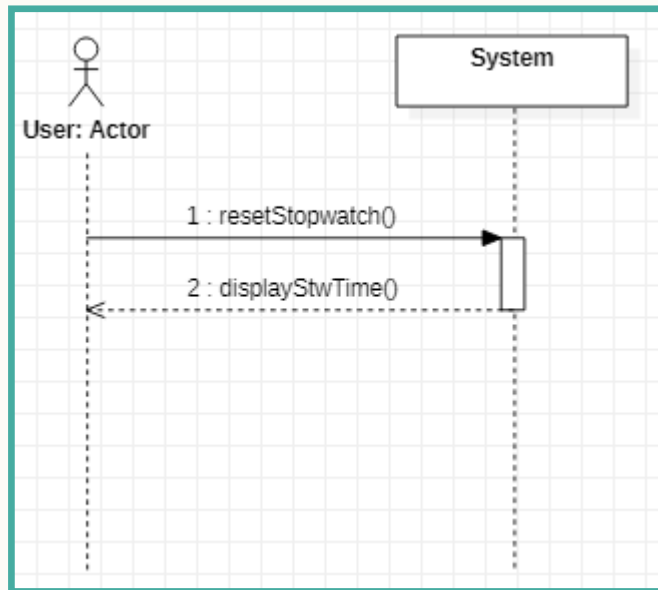 System
User: Actor
1 : resetStopwatch()
2 : displayStwTime()